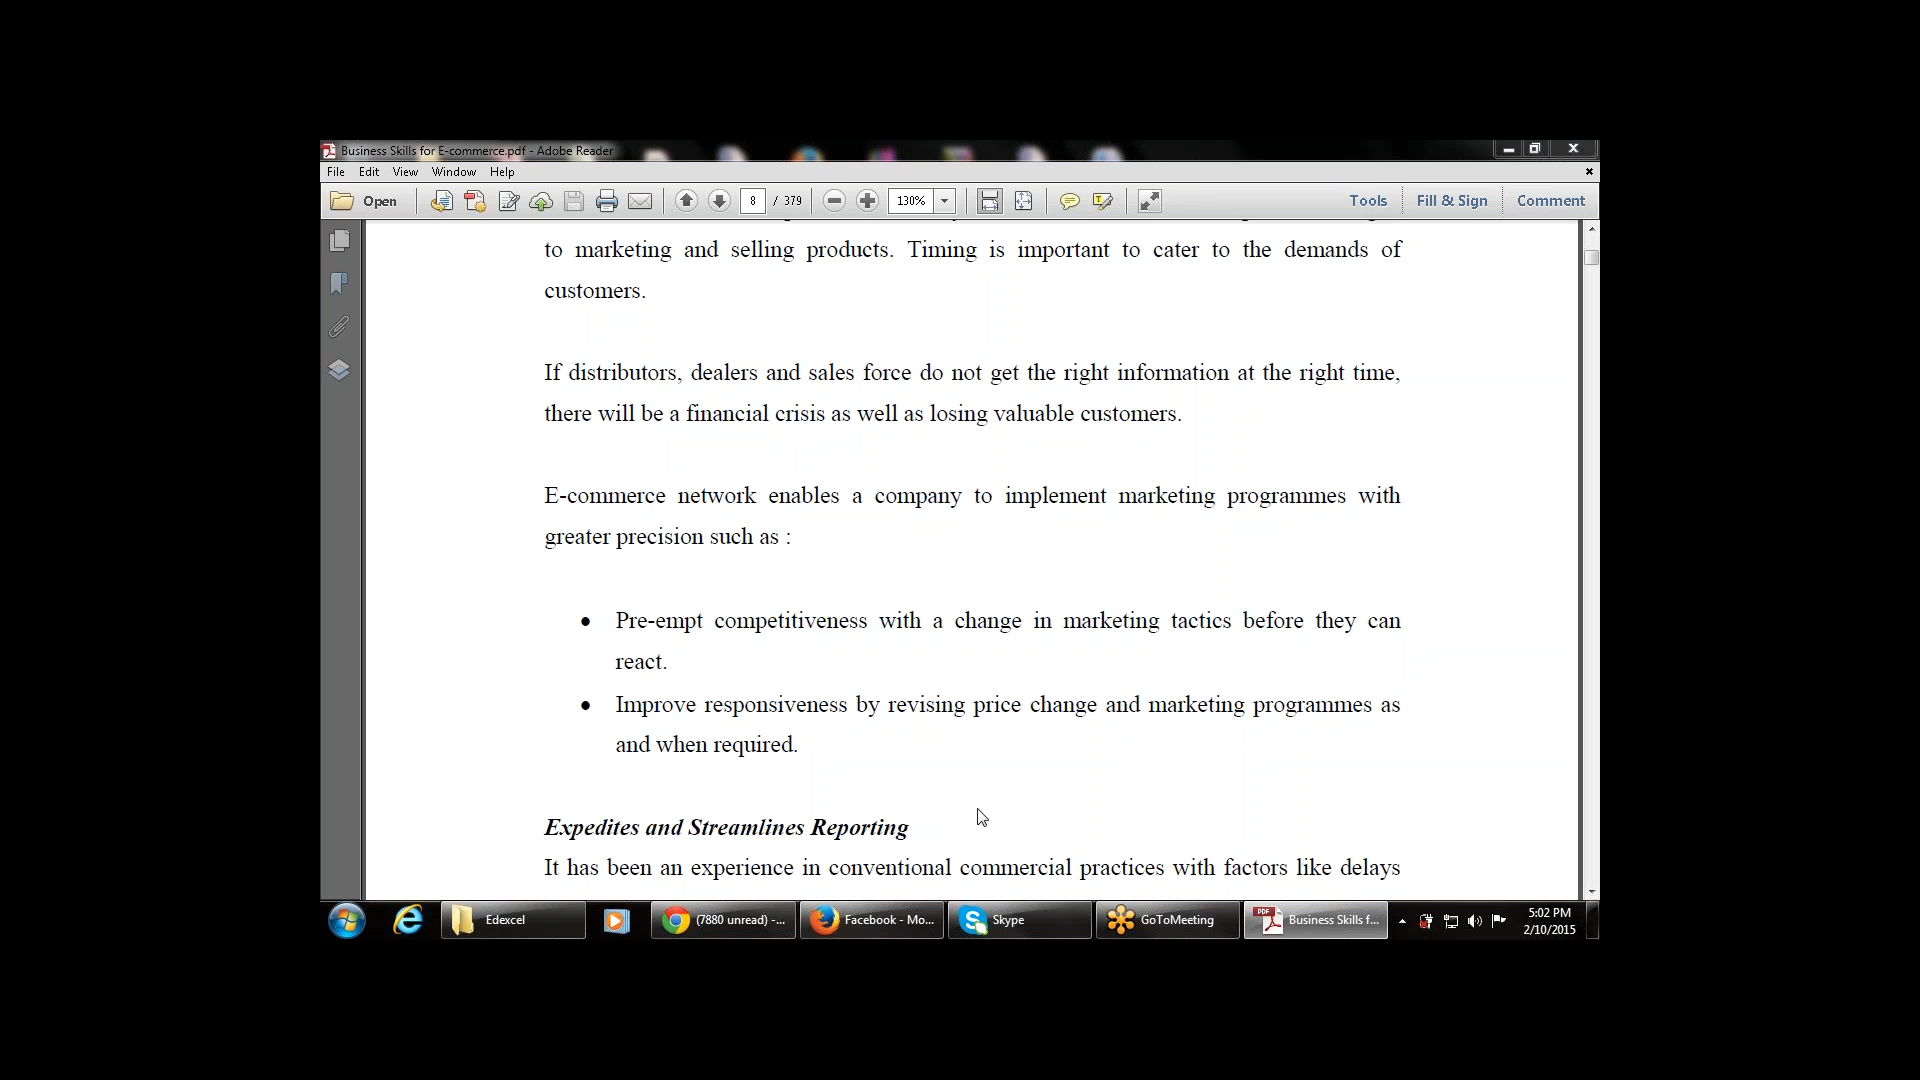 Business Skills for E-commerce.pdf - Adobe Reader
File Edit View Window Help
Open 8 / 379 130% Tools Fill & Sign Comment
to marketing and selling products. Timing is important to cater to the demands of
customers.
If distributors, dealers and sales force do not get the right information at the right time,
there will be a financial crisis as well as losing valuable customers.
E-commerce network enables a company to implement marketing programmes with
greater precision such as :
• Pre-empt competitiveness with a change in marketing tactics before they can
react.
• Improve responsiveness by revising price change and marketing programmes as
and when required.
Expedites and Streamlines Reporting
It has been an experience in conventional commercial practices with factors like delays
Edexcel (7880 unread) -... Facebook - Mo... Skype GoToMeeting Business Skills f... 5:02 PM
2/10/2015